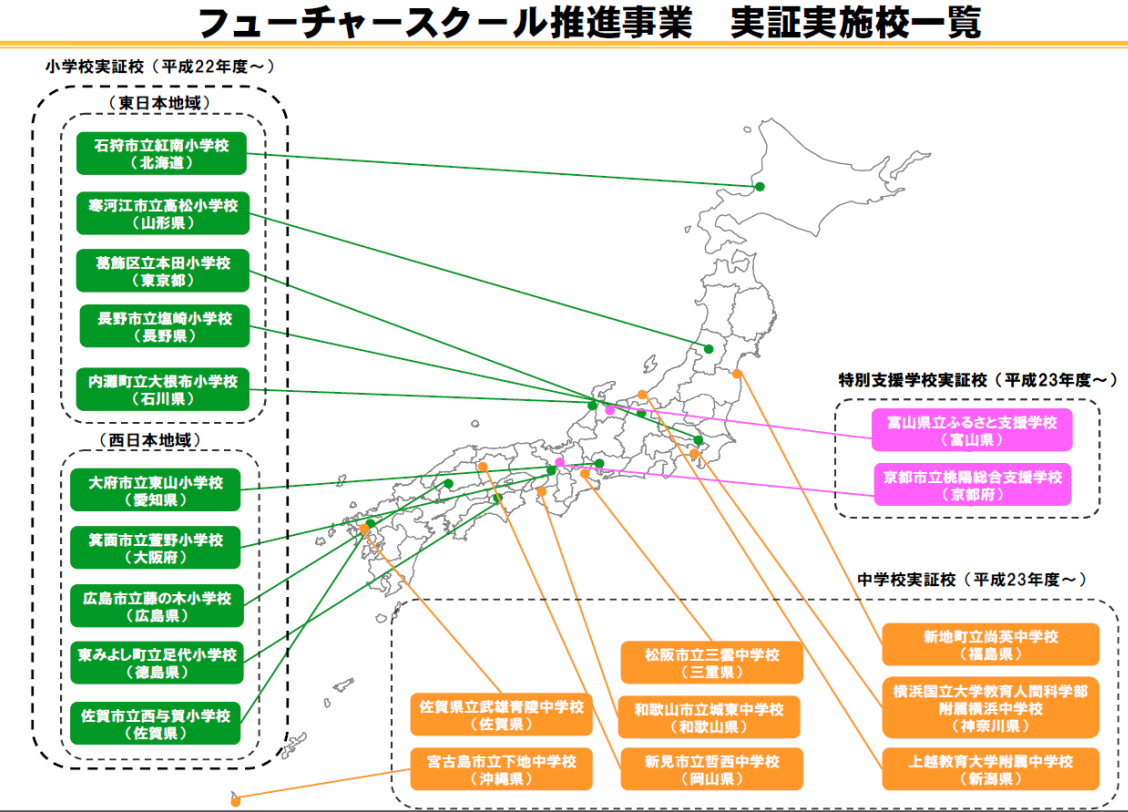 フューチャースクール推進事業　実証実施校一覧
小学校実証校（平成22年度～）
（東日本地域）
石狩市立紅南小学校
（北海道）
寒河江市立高松小学校
（山形県）
葛飾区立本田小学校
（東京都）
長野市立塩崎小学校
（長野県）
内灘町立大根布小学校
（石川県）
（西日本地域）
大府市立東山小学校
（愛知県）
箕面市立萱野小学校
（大阪府）
広島市立藤の木小学校
（広島県）
東みよし町立足代小学校
（徳島県）
佐賀市立西与賀小学校
（佐賀県）
特別支援学校実証校（平成23年度～）
富山県立ふるさと支援学校
（富山県）
京都市立桃陽総合支援学校
（京都府）
中学校実証校（平成23年度～）
新地町立尚英中学校
（福島県）
横浜国立大学教育人間科学部
附属横浜中学校
（神奈川県）
上越教育大学附属中学校
（新潟県）
松阪市立三雲中学校
（三重県）
和歌山市立城東中学校
（和歌山県）
新見市立哲西中学校
（岡山県）
佐賀県立武雄青陵中学校
（佐賀県）
宮古島市立下地中学校
（沖縄県）